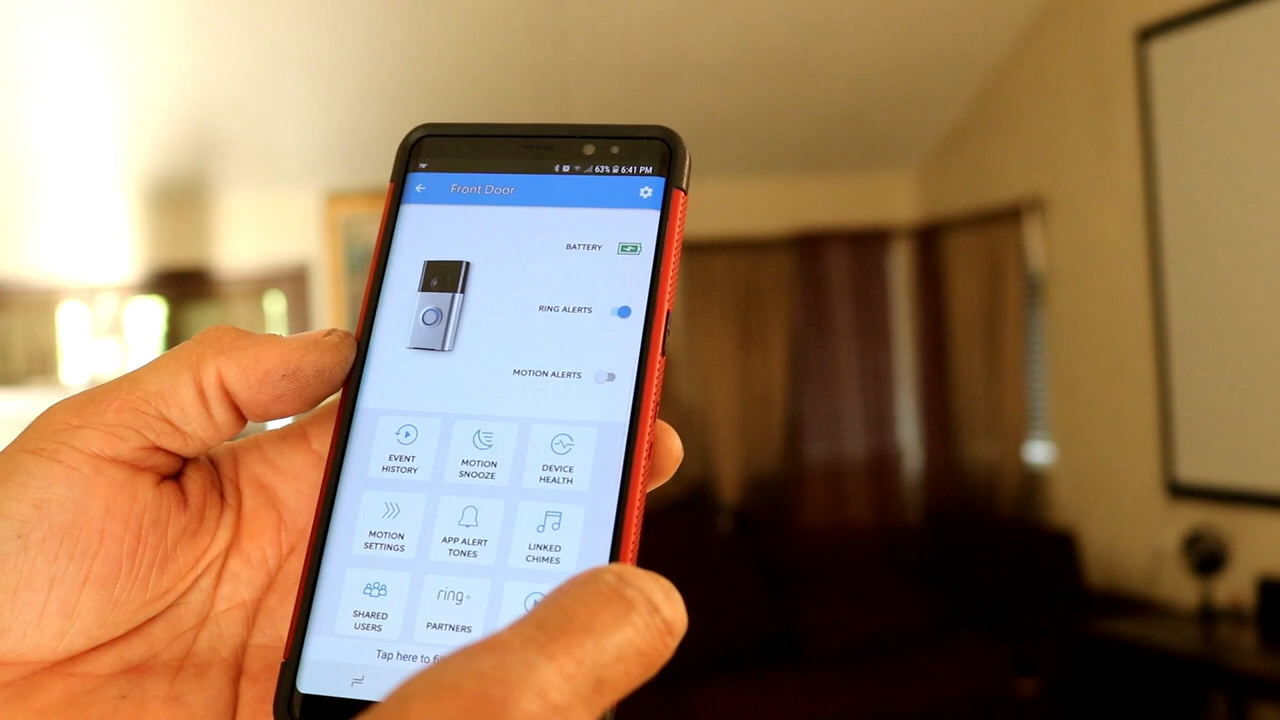 63% 6:41 PM
Front Door
BATTERY
RING ALERTS
MOTION ALERTS
EVENT
HISTORY
MOTION
SNOOZE
DEVICE
HEALTH
MOTION
SETTINGS
APP ALERT
TONES
LINKED
CHIMES
SHARED
USERS
ring+
PARTNERS
Tap here to